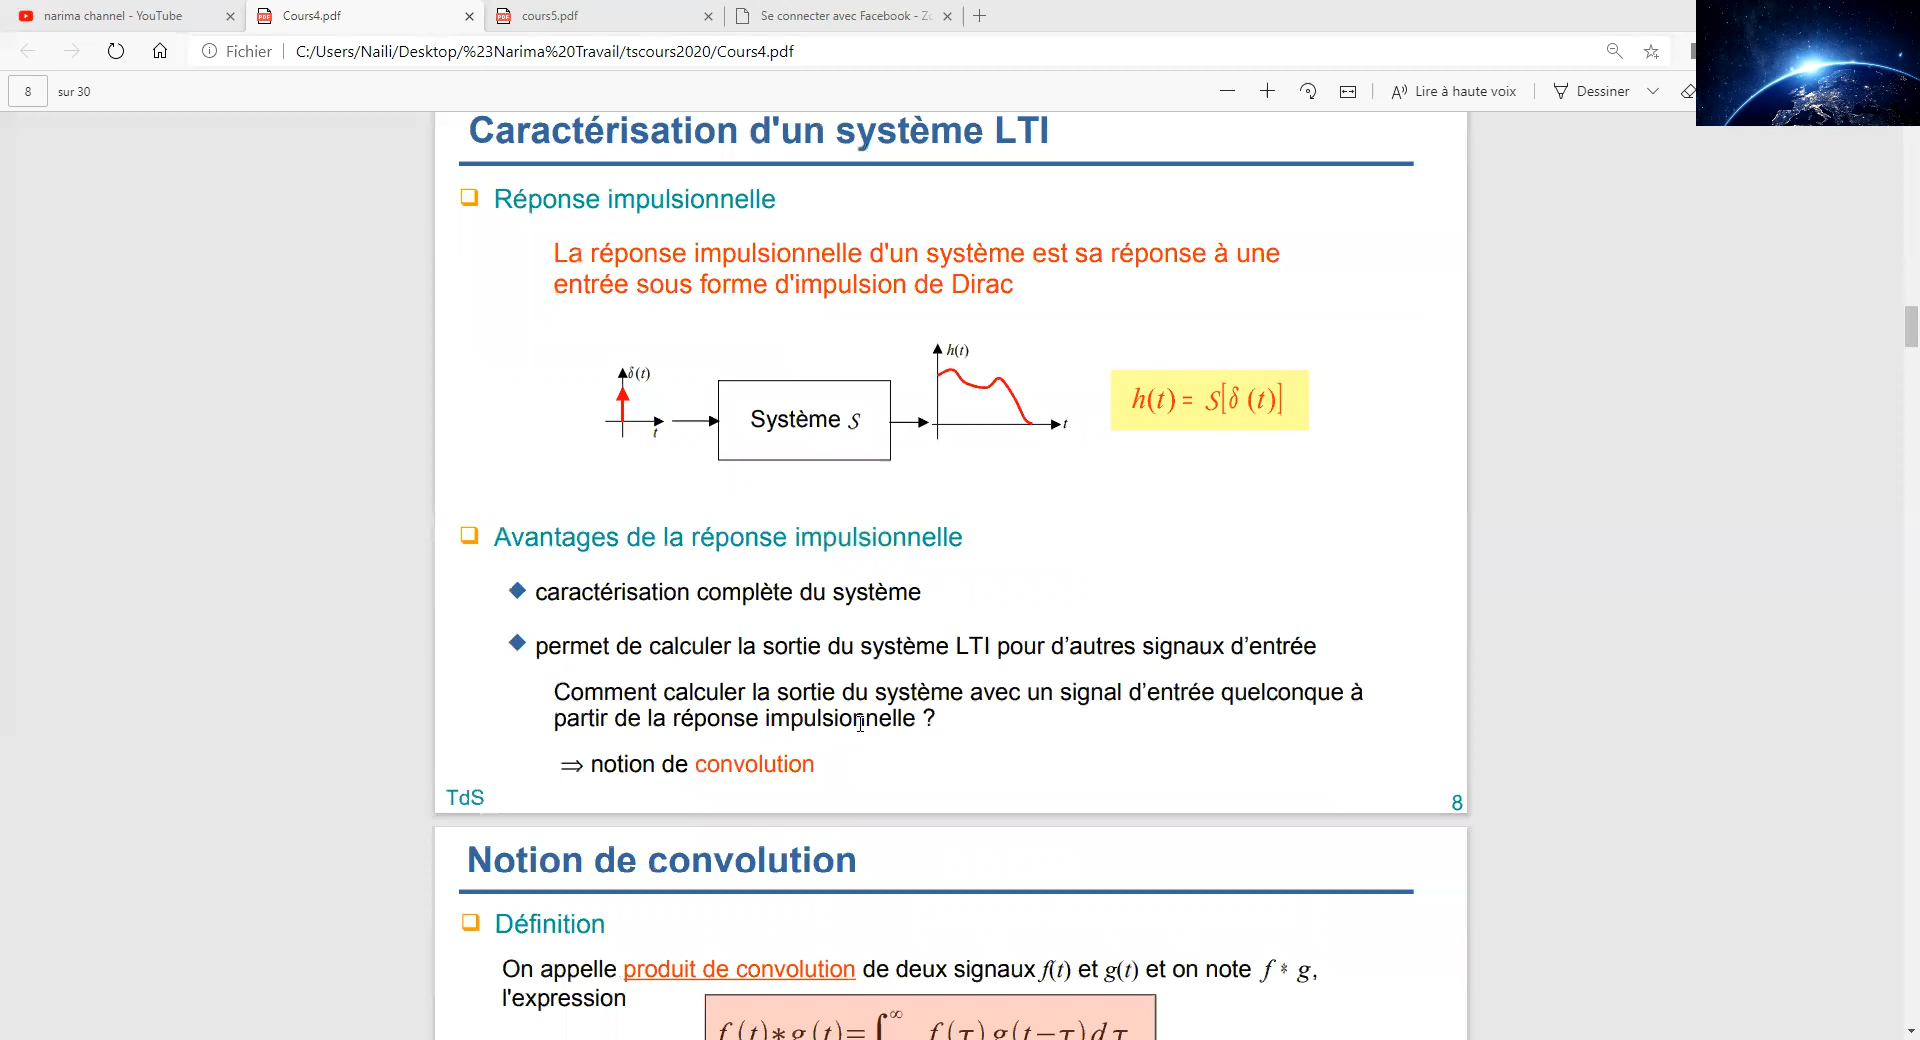 narima channel - YouTube
Cours4.pdf
cours5.pdf
Se connecter avec Facebook - Zo
Fichier
C:/Users/Naili/Desktop/%23Narima%20Travail/tscours2020/Cours4.pdf
8
sur 30
Lire à haute voix
Dessiner
Caractérisation d'un système LTI
Réponse impulsionnelle
La réponse impulsionnelle d'un système est sa réponse à une
entrée sous forme d'impulsion de Dirac
δ(t)
t
Système S
h(t)
t
h(t) = S[δ (t)]
Avantages de la réponse impulsionnelle
caractérisation complète du système
permet de calculer la sortie du système LTI pour d’autres signaux d’entrée
Comment calculer la sortie du système avec un signal d’entrée quelconque à
partir de la réponse impulsionnelle ?
⇒ notion de convolution
TdS
8
Notion de convolution
Définition
On appelle produit de convolution de deux signaux f(t) et g(t) et on note f * g,
l'expression
f(t)*g(t)=∫∞ f(τ)g(t−τ)dτ